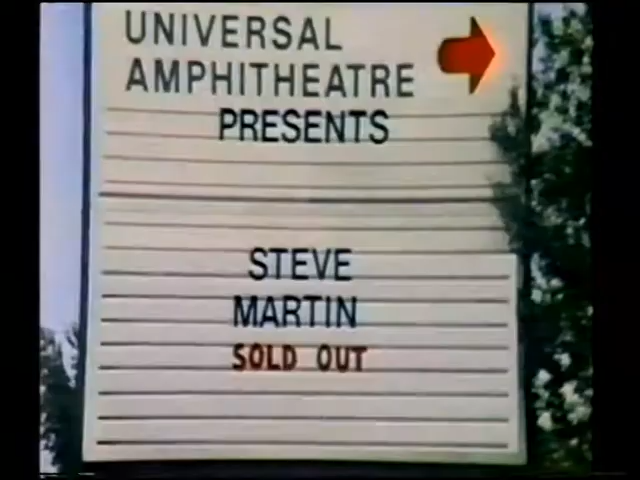 UNIVERSAL
AMPHITHEATRE
PRESENTS
STEVE
MARTIN
SOLD OUT